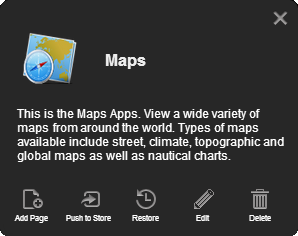 Maps
This is the Maps Apps. View a wide variety of
maps from around the world. Types of maps
available include street, climate, topographic and
global maps as well as nautical charts.
Add Page Push to Store Restore Edit Delete